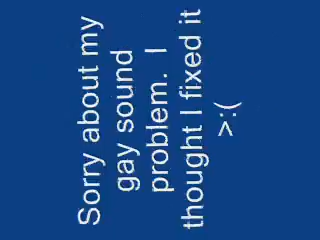 Sorry about my
gay sound
problem.  I
thought I fixed it
>:(